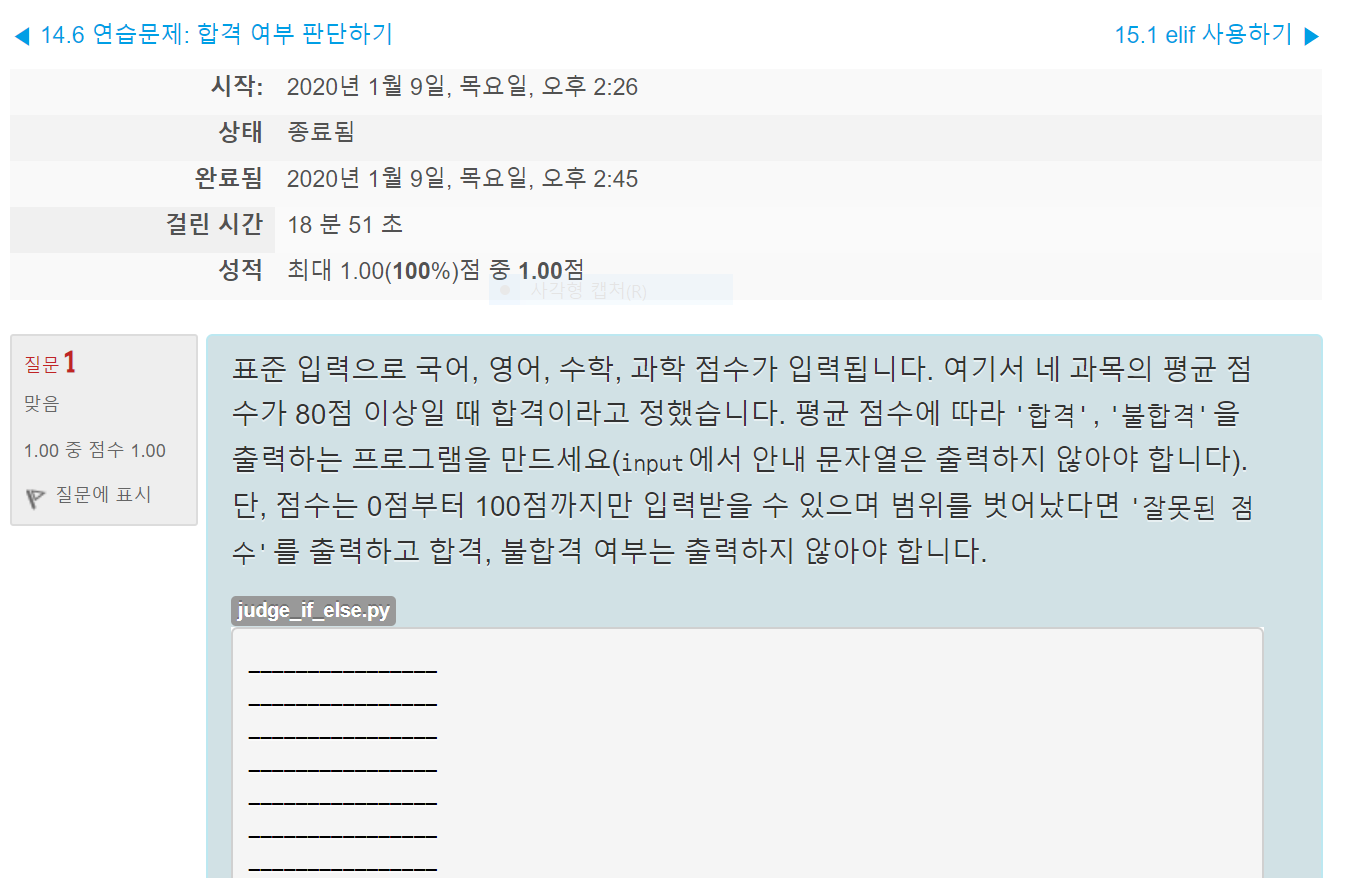 ◀ 14.6 연습문제: 합격 여부 판단하기
15.1 elif 사용하기 ▶
시작: 2020년 1월 9일, 목요일, 오후 2:26
상태 종료됨
완료됨 2020년 1월 9일, 목요일, 오후 2:45
걸린 시간 18 분 51 초
성적 최대 1.00(100%)점 중 1.00점
사각형 캡처(R)
질문 1
맞음
1.00 중 점수 1.00
질문에 표시
표준 입력으로 국어, 영어, 수학, 과학 점수가 입력됩니다. 여기서 네 과목의 평균 점
수가 80점 이상일 때 합격이라고 정했습니다. 평균 점수에 따라 '합격', '불합격'을
출력하는 프로그램을 만드세요(input에서 안내 문자열은 출력하지 않아야 합니다).
단, 점수는 0점부터 100점까지만 입력받을 수 있으며 범위를 벗어났다면 '잘못된 점
수'를 출력하고 합격, 불합격 여부는 출력하지 않아야 합니다.
judge_if_else.py
________________
________________
________________
________________
________________
________________
________________